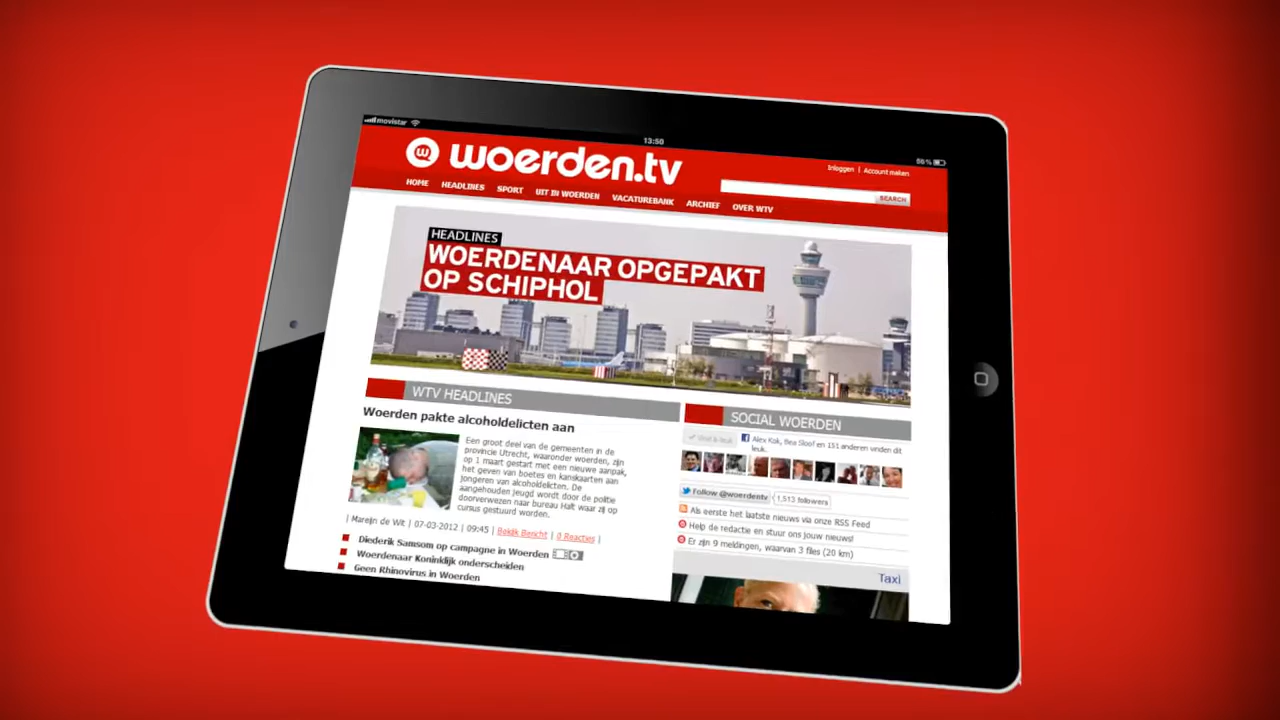 movistar
13:50
56%
woerden.tv
Inloggen | Account maken
SEARCH
HOME HEADLINES SPORT UIT IN WOERDEN VACATUREBANK ARCHIEF OVER WTV
HEADLINES
WOERDENAAR OPGEPAKT
OP SCHIPHOL
WTV HEADLINES
Woerden pakte alcoholdelicten aan
Een groot deel van de gemeenten in de
provincie Utrecht, waaronder woerden, zijn
op 1 maart gestart met een nieuwe aanpak,
het geven van boetes en kanskaarten aan
jongeren van alcoholdelicten. De
aangehouden jeugd wordt door de politie
doorverwezen naar bureau Halt waar zij op
cursus gestuurd worden.
| Mareijn de Wit | 07-03-2012 | 09:45 | Bekijk Bericht | 0 Reacties |
Diederik Samsom op campagne in Woerden
Woerdenaar Koninklijk onderscheiden
Geen Rhinovirus in Woerden
SOCIAL WOERDEN
Vind ik leuk
Alex Kok, Bea Sloof en 151 anderen vinden dit
leuk.
Follow @woerdentv 1,513 followers
Als eerste het laatste nieuws via onze RSS Feed
Help de redactie en stuur ons jouw nieuws!
Er zijn 9 meldingen, waarvan 3 files (20 km)
Taxi